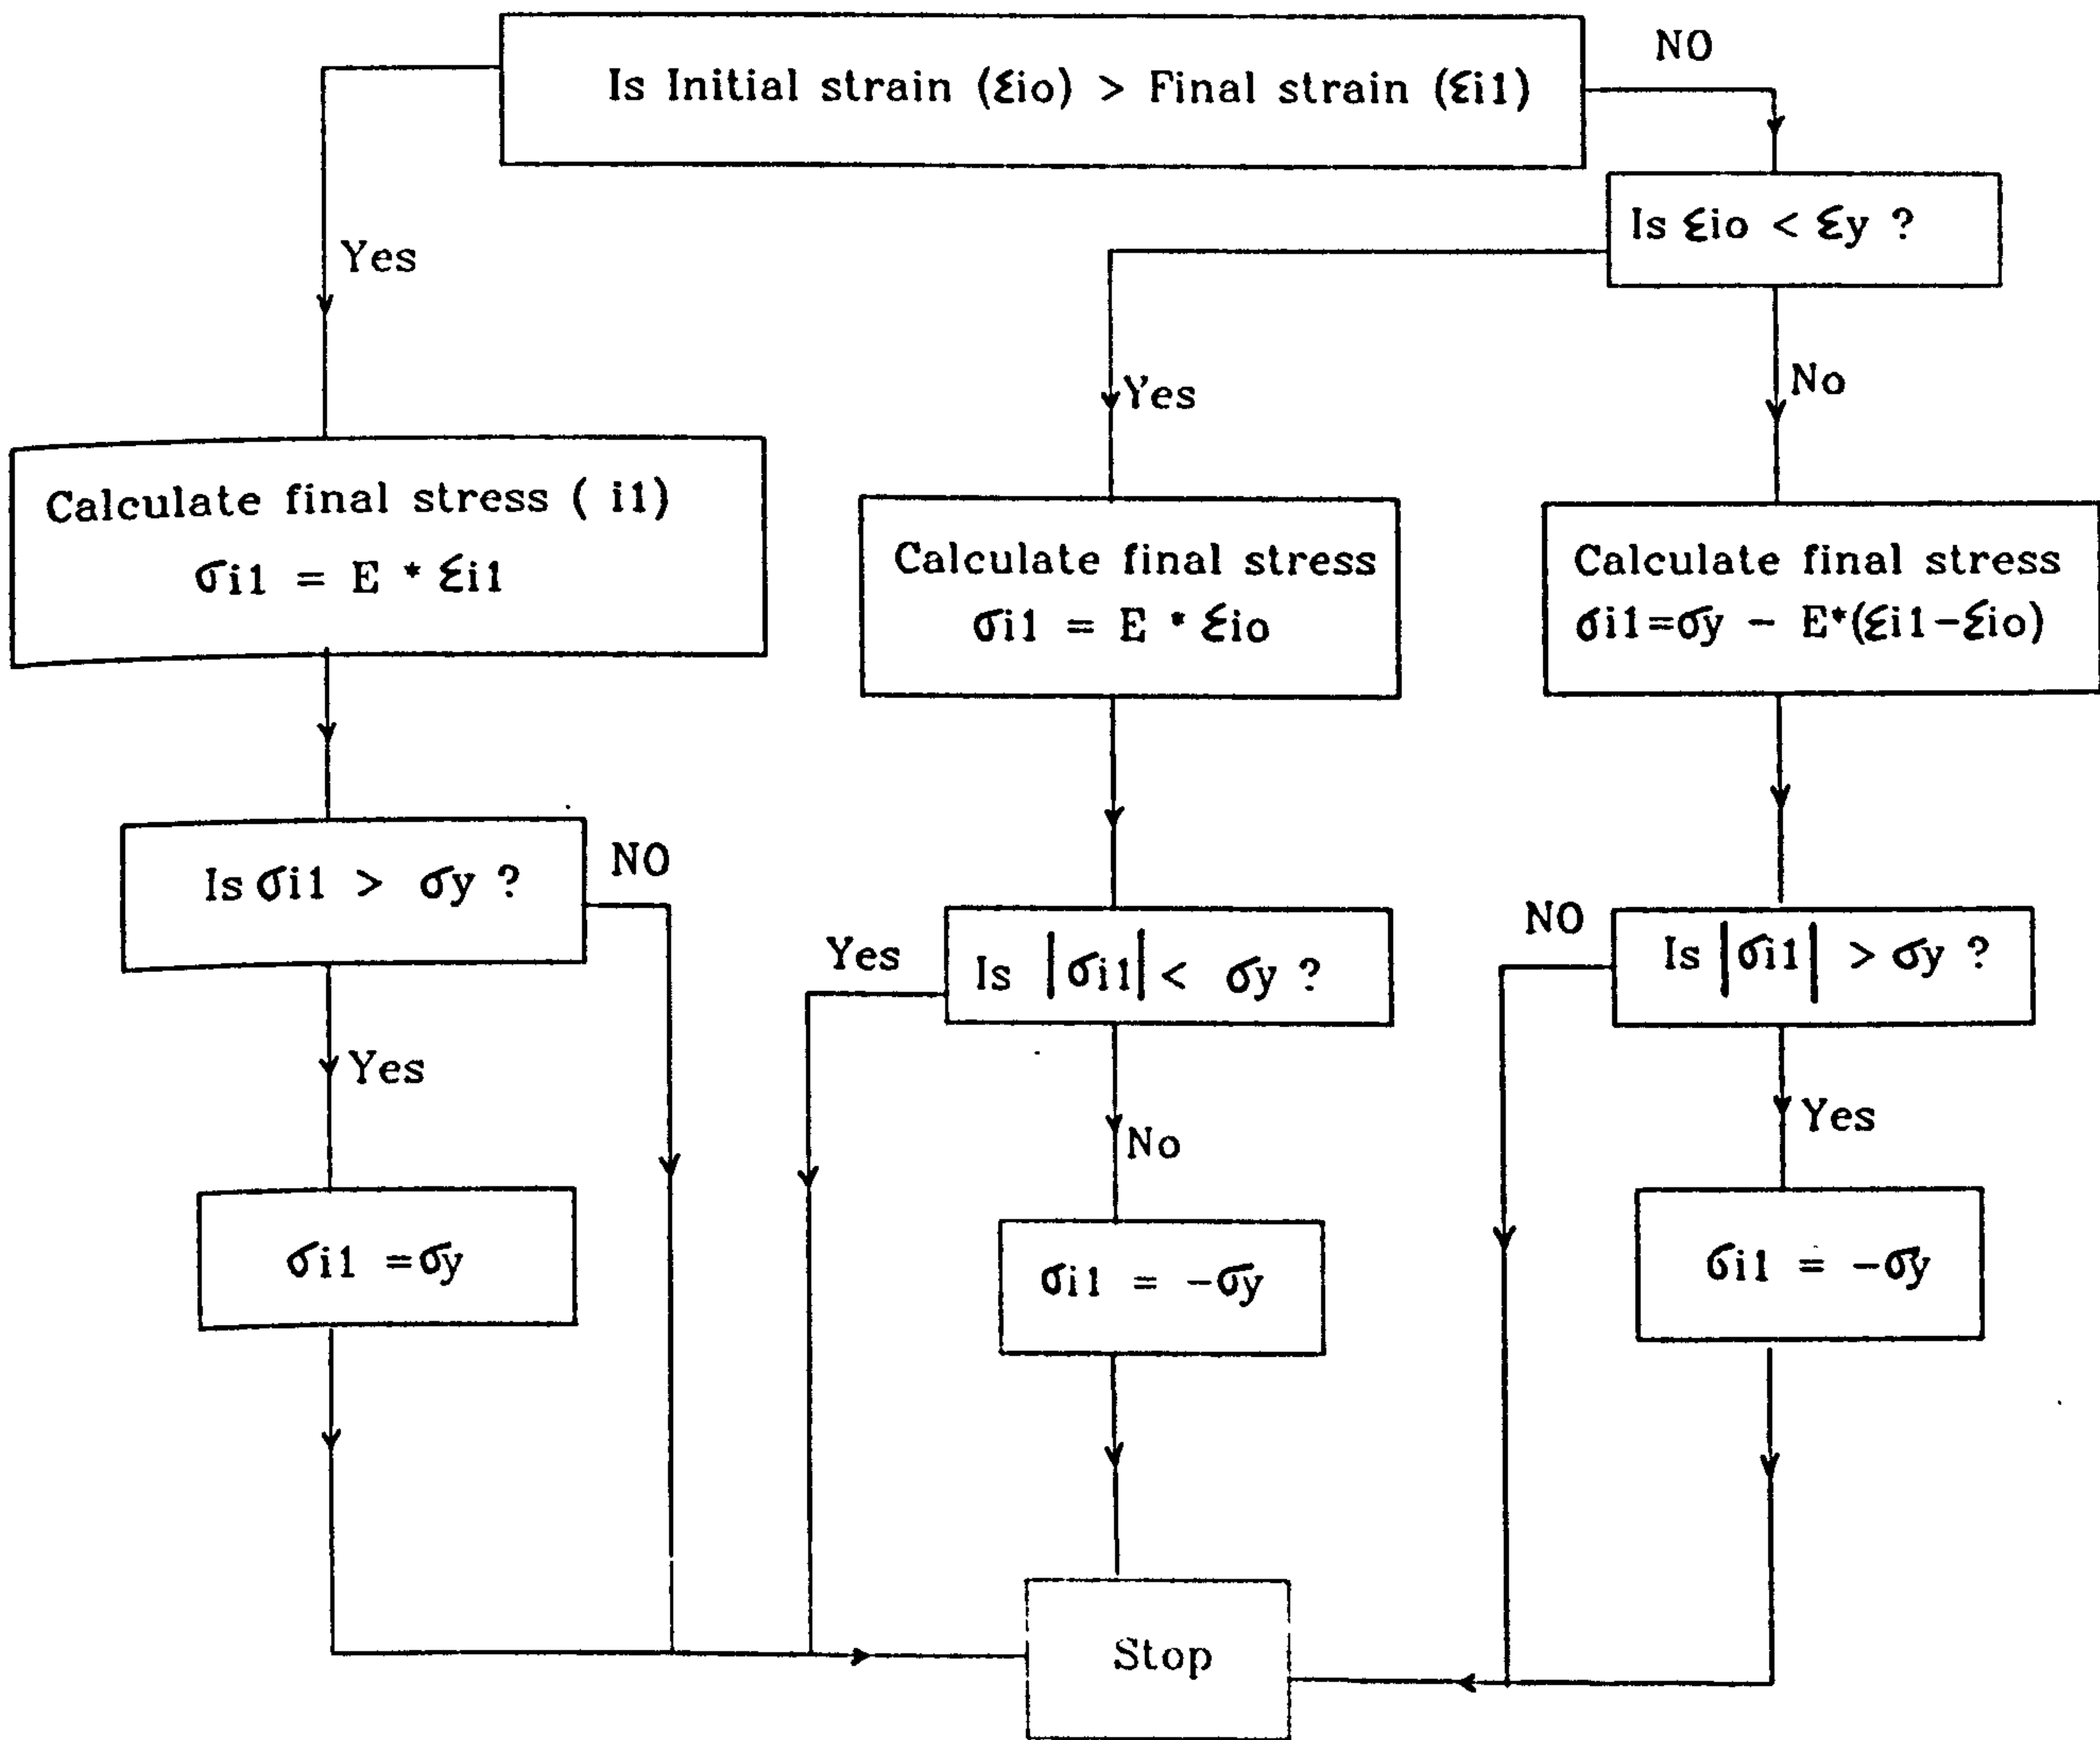 Is Initial strain (εio) > Final strain (εi1)
NO
Is εio < εy ?
Yes
Yes
No
Calculate final stress ( i1)
σi1 = E * εi1
Calculate final stress
σi1 = E * εio
Calculate final stress
σi1=σy - E*(εi1-εio)
Is σi1 > σy ?
NO
Yes
Is |σi1| < σy ?
NO
Is |σi1| > σy ?
Yes
No
Yes
σi1 =σy
σi1 = -σy
σi1 = -σy
Stop